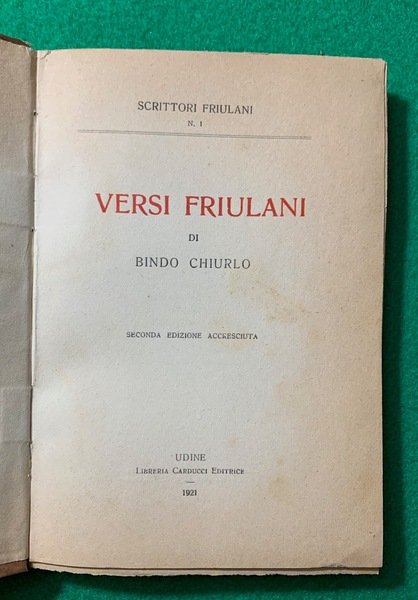 SCRITTORI FRIULANI
N. 1
VERSI FRIULANI
DI
BINDO CHIURLO
SECONDA EDIZIONE ACCRESCIUTA
UDINE
LIBRERIA CARDUCCI EDITRICE
—
1921